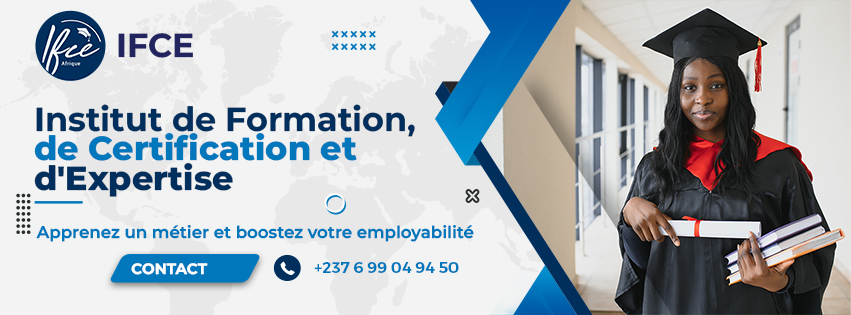 Ifce
Afrique
IFCE
Institut de Formation,
de Certification et
d'Expertise
Apprenez un métier et boostez votre employabilité
CONTACT
+237 6 99 04 94 50